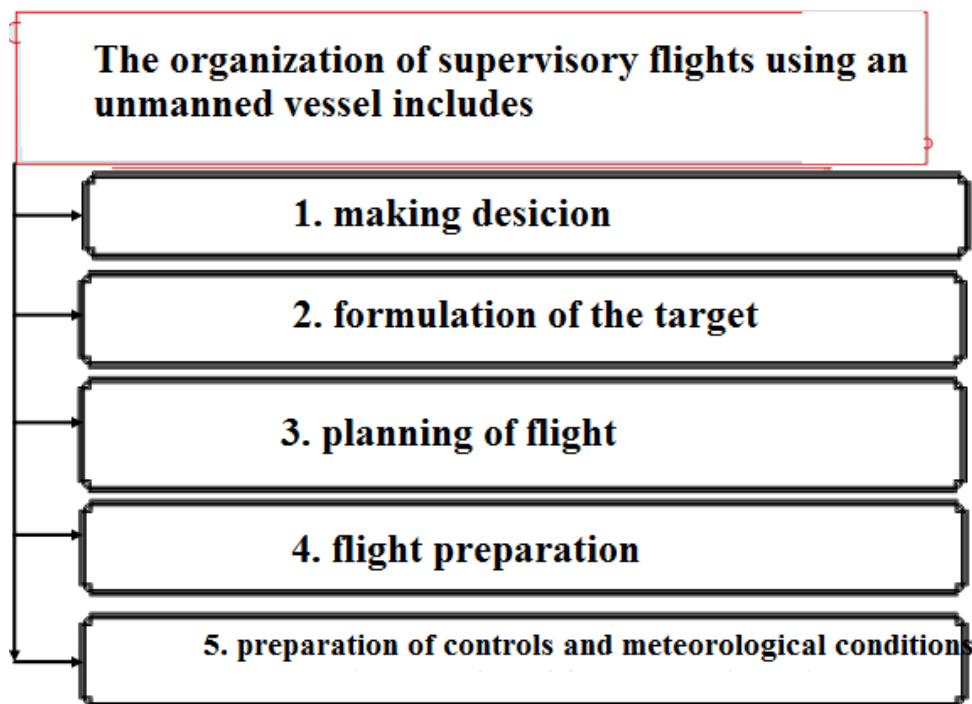 The organization of supervisory flights using an
unmanned vessel includes
1. making desicion
2. formulation of the target
3. planning of flight
4. flight preparation
5. preparation of controls and meteorological conditions